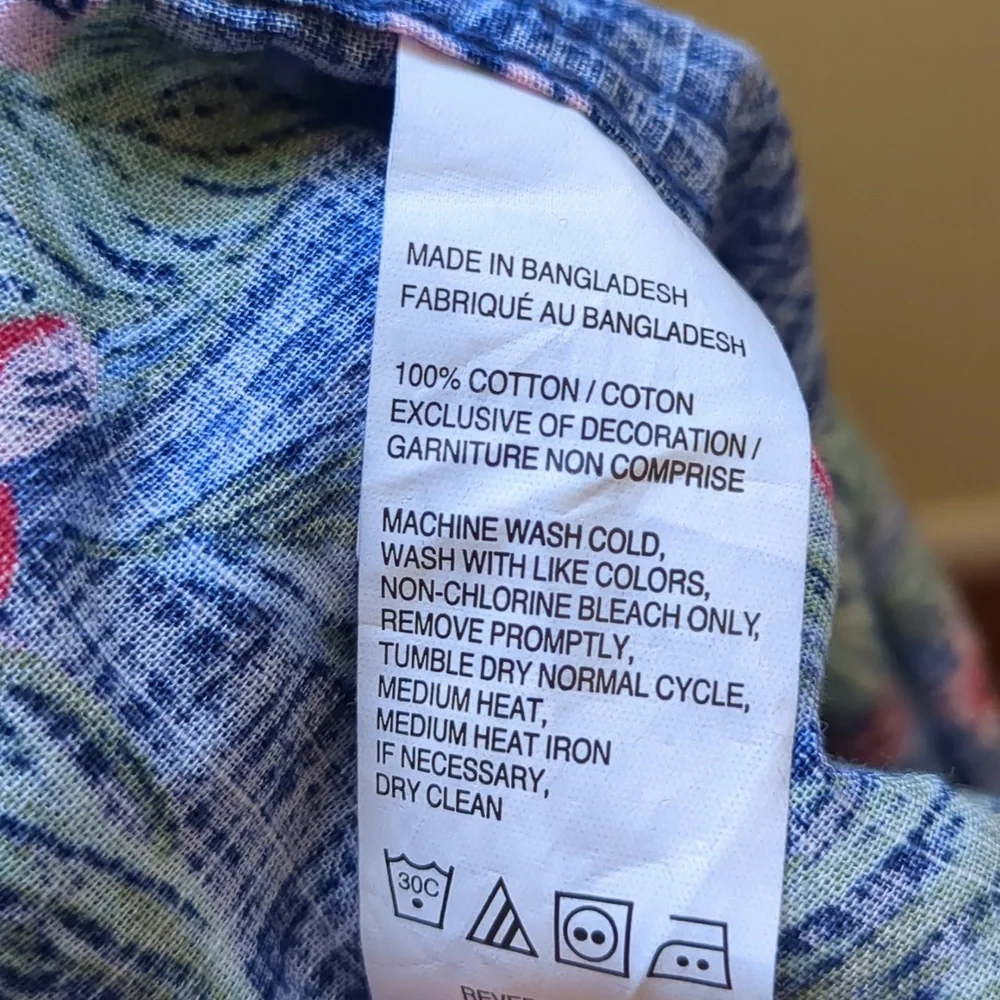 MADE IN BANGLADESH
FABRIQUÉ AU BANGLADESH
100% COTTON / COTON
EXCLUSIVE OF DECORATION /
GARNITURE NON COMPRISE
MACHINE WASH COLD,
WASH WITH LIKE COLORS,
NON-CHLORINE BLEACH ONLY,
REMOVE PROMPTLY,
TUMBLE DRY NORMAL CYCLE,
MEDIUM HEAT,
MEDIUM HEAT IRON
IF NECESSARY,
DRY CLEAN
30C